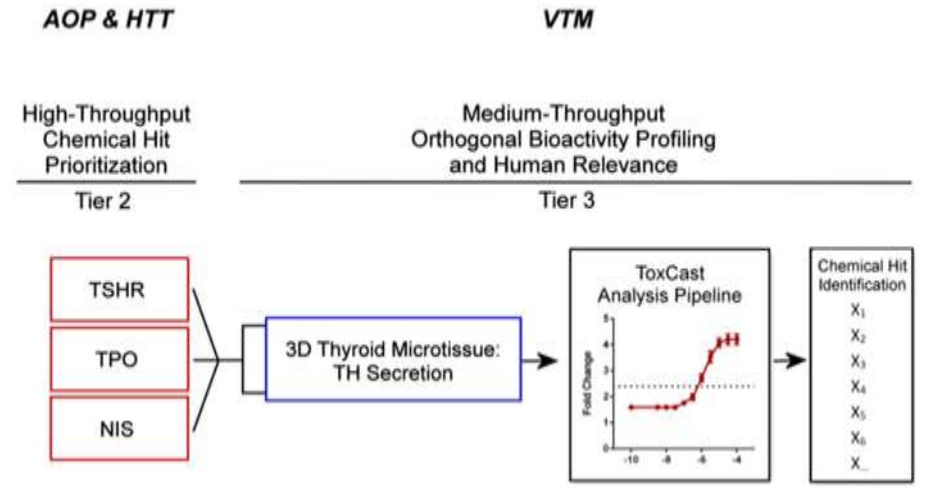 AOP & HTT
VTM
High-Throughput
Chemical Hit
Prioritization
Medium-Throughput
Orthogonal Bioactivity Profiling
and Human Relevance
Tier 2
Tier 3
TSHR
TPO
NIS
3D Thyroid Microtissue:
TH Secretion
ToxCast
Analysis Pipeline
Fold Change
5
4
3
2
1
0
-10
-8
-6
-4
Chemical Hit
Identification
X₁
X₂
X₃
X₄
X₅
X₆
X...